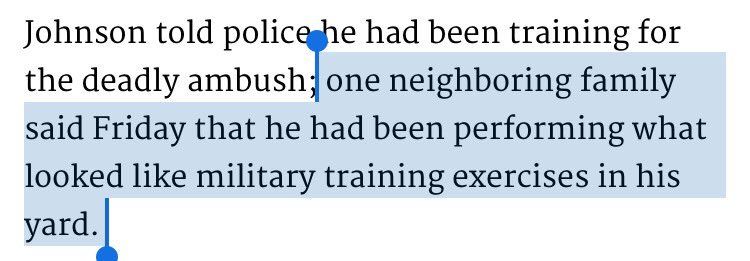 Johnson told police he had been training for
the deadly ambush; one neighboring family
said Friday that he had been performing what
looked like military training exercises in his
yard.